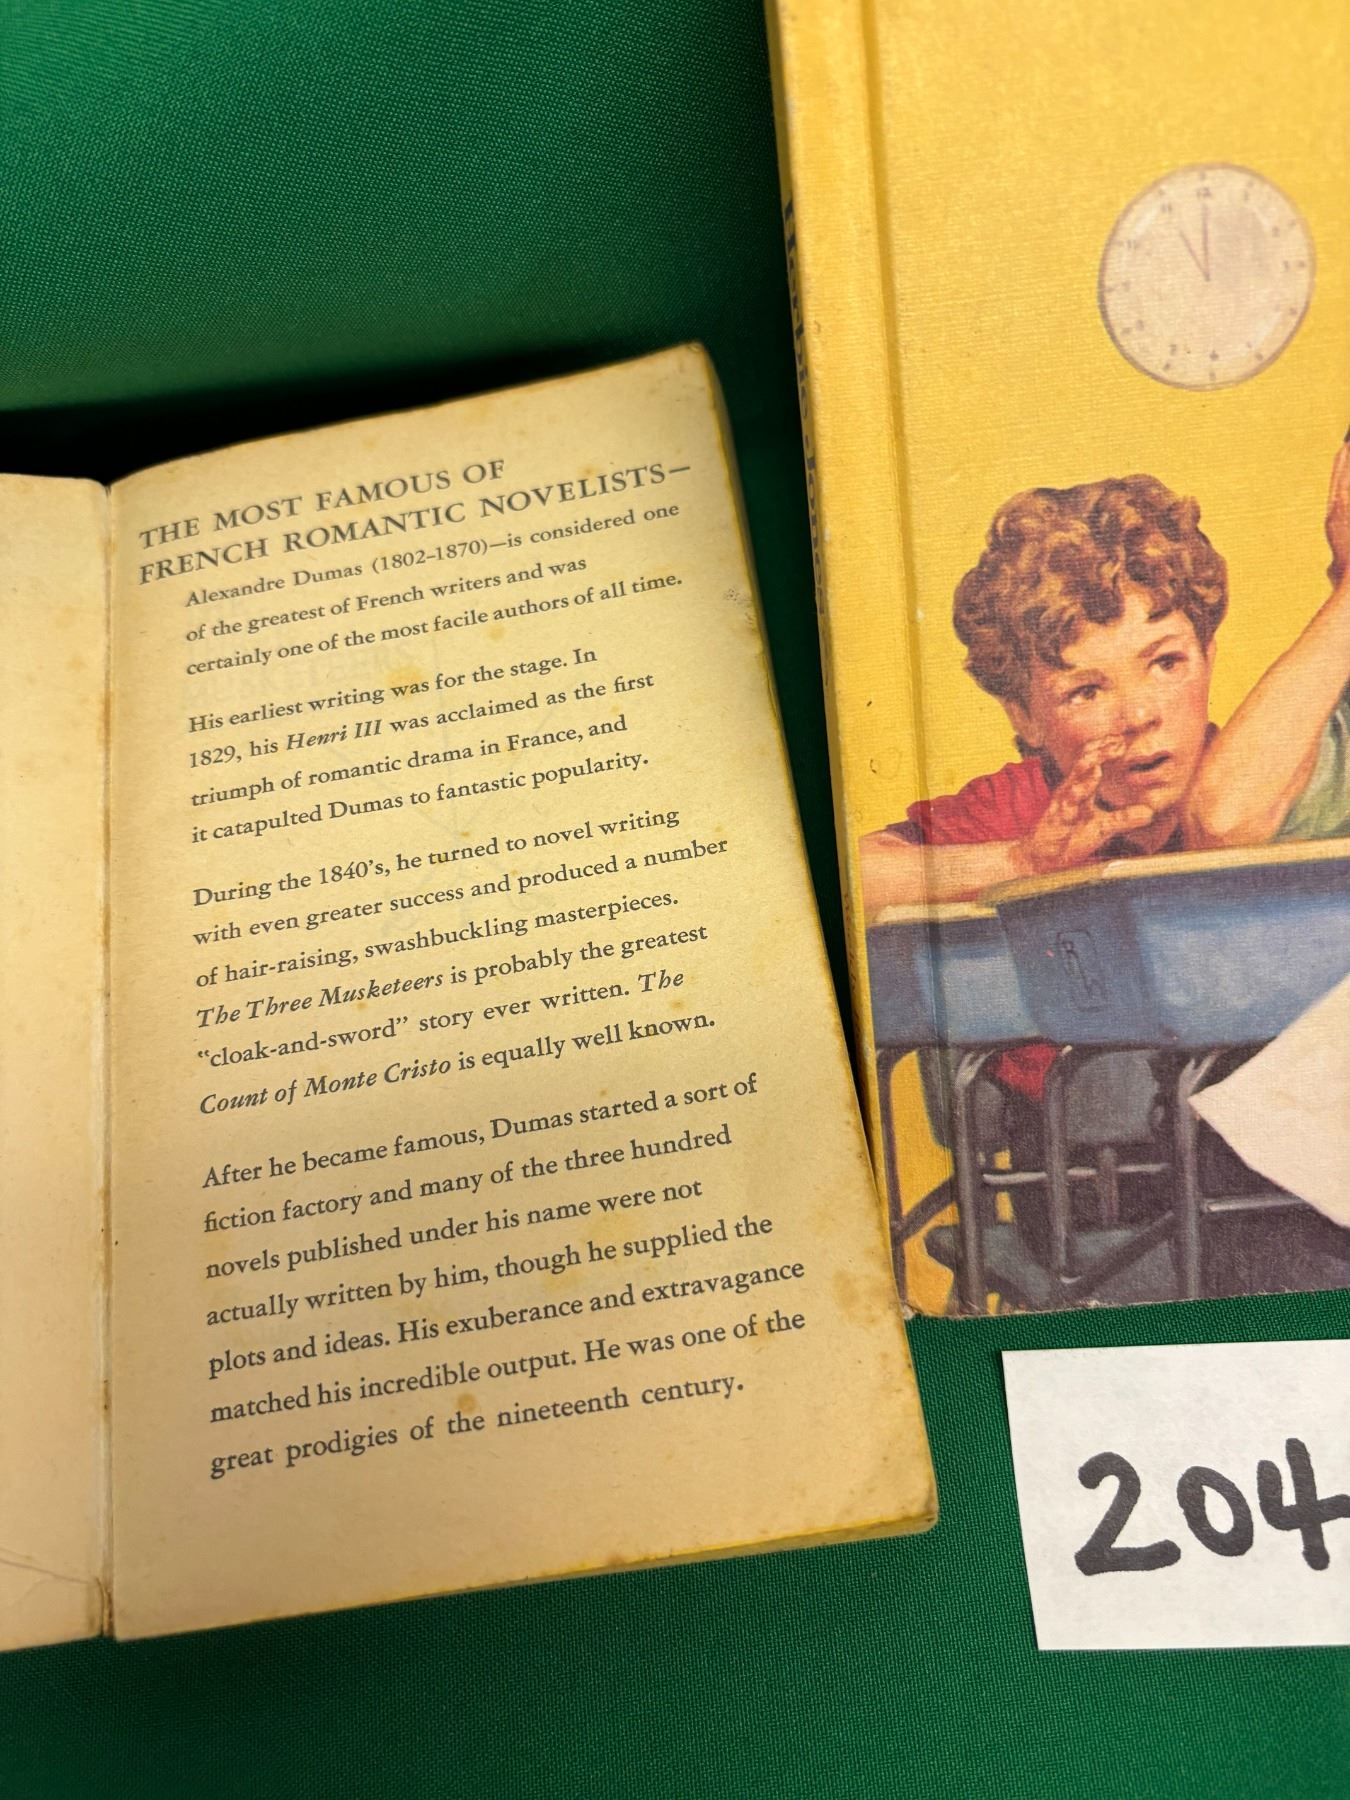 THE MOST FAMOUS OF
FRENCH ROMANTIC NOVELISTS—
Alexandre Dumas (1802-1870)—is considered one
of the greatest of French writers and was
certainly one of the most facile authors of all time.
His earliest writing was for the stage. In
1829, his Henri III was acclaimed as the first
triumph of romantic drama in France, and
it catapulted Dumas to fantastic popularity.
During the 1840's, he turned to novel writing
with even greater success and produced a number
of hair-raising, swashbuckling masterpieces.
The Three Musketeers is probably the greatest
“cloak-and-sword” story ever written. The
Count of Monte Cristo is equally well known.
After he became famous, Dumas started a sort of
fiction factory and many of the three hundred
novels published under his name were not
actually written by him, though he supplied the
plots and ideas. His exuberance and extravagance
matched his incredible output. He was one of the
great prodigies of the nineteenth century.
204